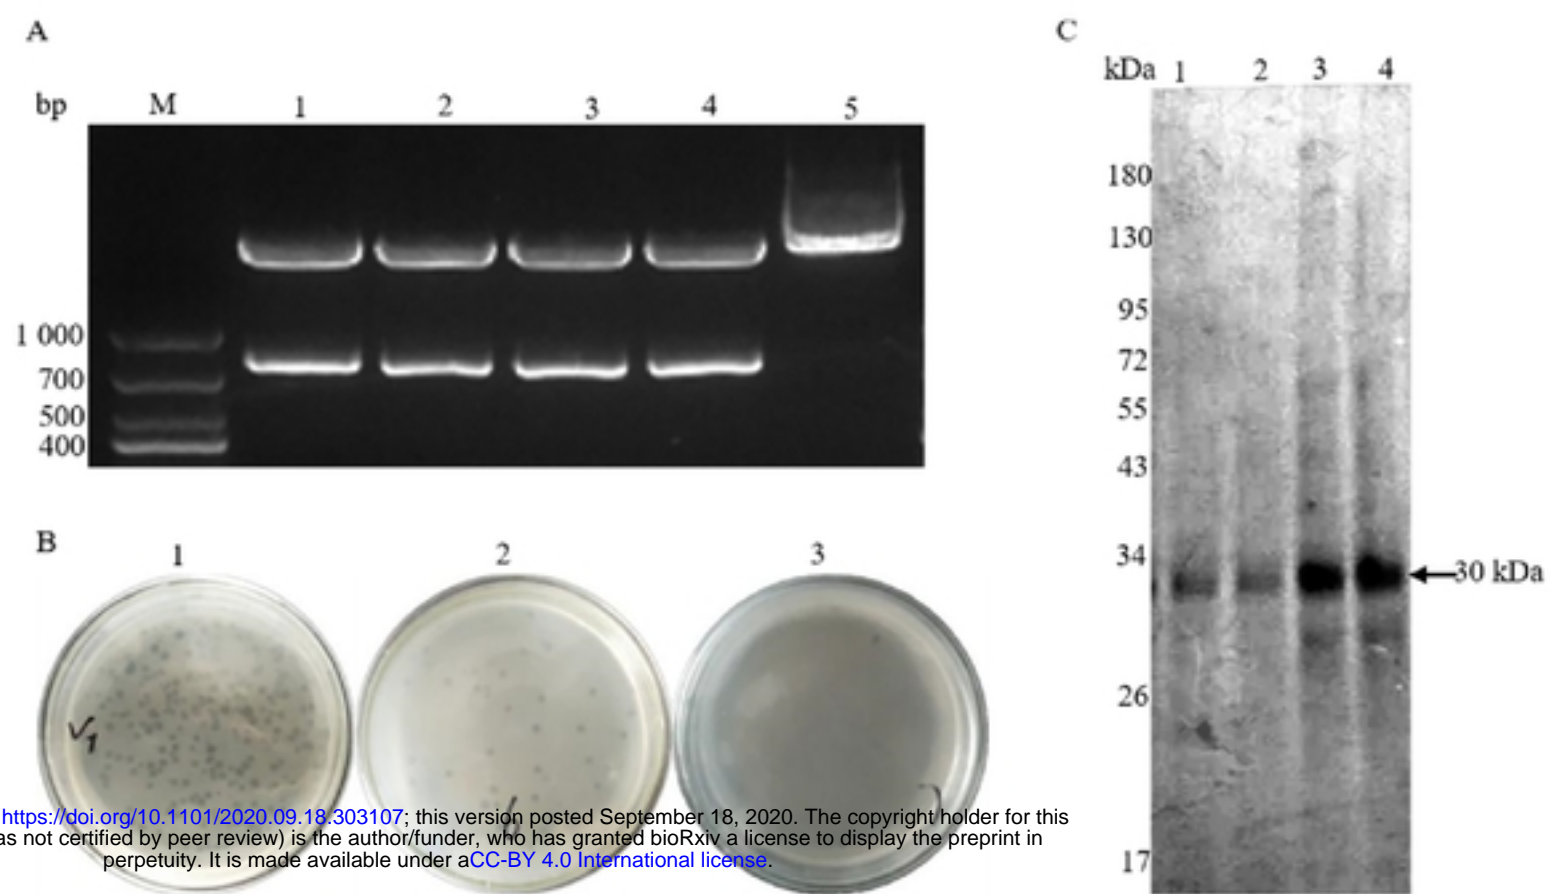 A
bp M 1 2 3 4 5
1 000
700
500
400
B
1 2 3
√1
C
kDa 1 2 3 4
180
130
95
72
55
43
34
30 kDa
26
17
https://doi.org/10.1101/2020.09.18.303107; this version posted September 18, 2020. The copyright holder for this
as not certified by peer review) is the author/funder, who has granted bioRxiv a license to display the preprint in
perpetuity. It is made available under aCC-BY 4.0 International license.